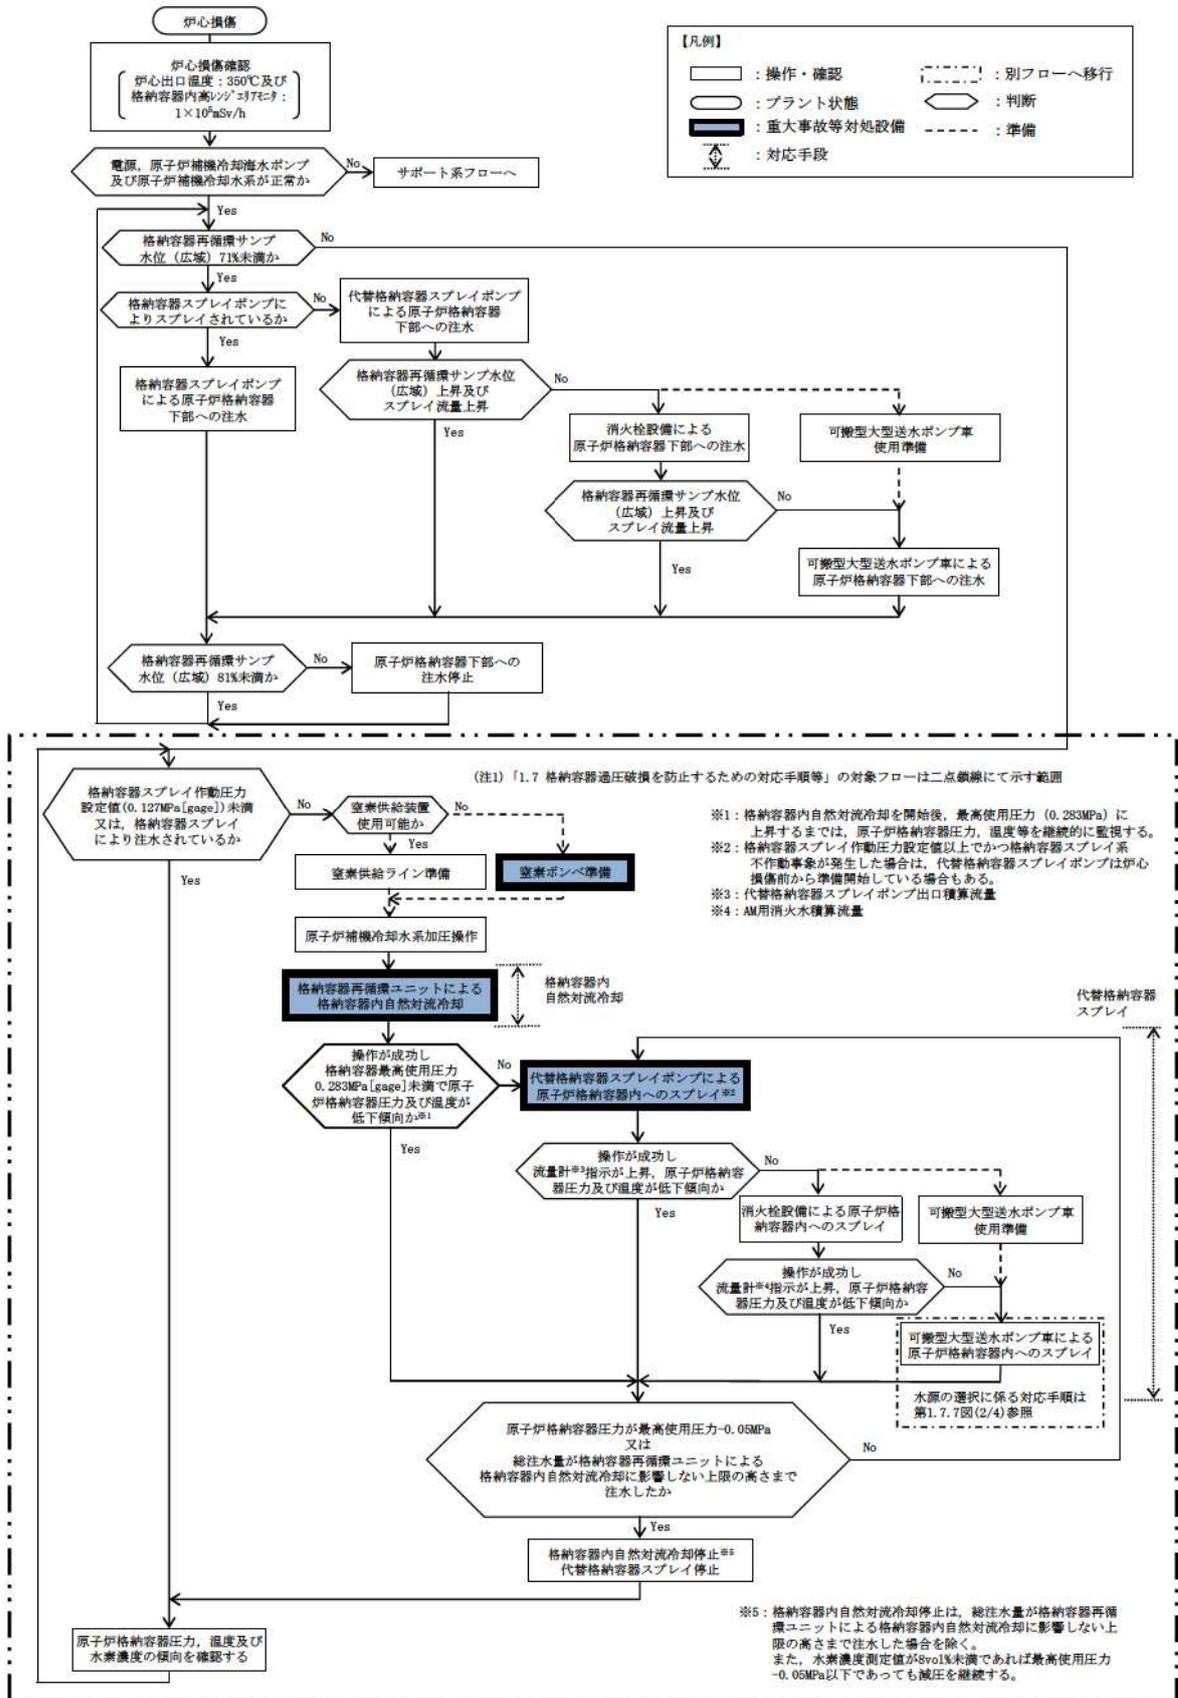 炉心損傷
炉心損傷確認
炉心出口温度：350℃及び
格納容器内高レンジエリアモニタ：
1×10⁵mSv/h
【凡例】
：操作・確認
：別フローへ移行
：プラント状態
：判断
：重大事故等対処設備
：準備
：対応手段
電源，原子炉補機冷却海水ポンプ
及び原子炉補機冷却水系が正常か
No
サポート系フローへ
Yes
格納容器再循環サンプ
水位（広域）71%未満か
No
Yes
格納容器スプレイポンプに
よりスプレイされているか
No
代替格納容器スプレイポンプ
による原子炉格納容器
下部への注水
Yes
格納容器スプレイポンプ
による原子炉格納容器
下部への注水
格納容器再循環サンプ水位
（広域）上昇及び
スプレイ流量上昇
No
Yes
消火栓設備による
原子炉格納容器下部への注水
可搬型大型送水ポンプ車
使用準備
格納容器再循環サンプ水位
（広域）上昇及び
スプレイ流量上昇
No
Yes
可搬型大型送水ポンプ車による
原子炉格納容器下部への注水
格納容器再循環サンプ
水位（広域）81%未満か
No
原子炉格納容器下部への
注水停止
Yes
(注1)「1.7 格納容器過圧破損を防止するための対応手順等」の対象フローは二点鎖線にて示す範囲
格納容器スプレイ作動圧力
設定値(0.127MPa[gage])未満
又は，格納容器スプレイ
により注水されているか
No
Yes
窒素供給装置
使用可能か
No
Yes
窒素供給ライン準備
窒素ボンベ準備
※1：格納容器内自然対流冷却を開始後，最高使用圧力（0.283MPa）に
上昇するまでは，原子炉格納容器圧力，温度等を継続的に監視する。
※2：格納容器スプレイ作動圧力設定値以上でかつ格納容器スプレイ系
不作動事象が発生した場合は，代替格納容器スプレイポンプは炉心
損傷前から準備開始している場合もある。
※3：代替格納容器スプレイポンプ出口積算流量
※4：AM用消火水積算流量
原子炉補機冷却水系加圧操作
格納容器再循環ユニットによる
格納容器内自然対流冷却
格納容器内
自然対流冷却
代替格納容器
スプレイ
操作が成功し
格納容器最高使用圧力
0.283MPa[gage]未満で原子
炉格納容器圧力及び温度が
低下傾向か※1
No
Yes
代替格納容器スプレイポンプによる
原子炉格納容器内へのスプレイ※2
操作が成功し
流量計※3指示が上昇，原子炉格納容
器圧力及び温度が低下傾向か
No
Yes
消火栓設備による原子炉格
納容器内へのスプレイ
可搬型大型送水ポンプ車
使用準備
操作が成功し
流量計※4指示が上昇，原子炉格納容
器圧力及び温度が低下傾向か
No
Yes
可搬型大型送水ポンプ車による
原子炉格納容器内へのスプレイ
水源の選択に係る対応手順は
第1.7.7図(2/4)参照
原子炉格納容器圧力が最高使用圧力-0.05MPa
又は
総注水量が格納容器再循環ユニットによる
格納容器内自然対流冷却に影響しない上限の高さまで
注水したか
No
Yes
格納容器内自然対流冷却停止※5
代替格納容器スプレイ停止
原子炉格納容器圧力，温度及び
水素濃度の傾向を確認する
※5：格納容器内自然対流冷却停止は，総注水量が格納容器再循
環ユニットによる格納容器内自然対流冷却に影響しない上
限の高さまで注水した場合を除く。
また，水素濃度測定値が8vol%未満であれば最高使用圧力
-0.05MPa以下であっても減圧を継続する。